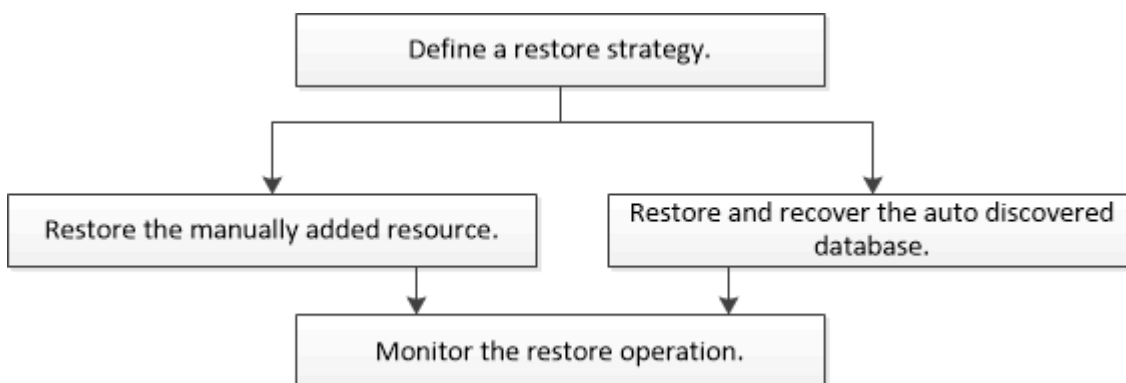 Define a restore strategy.
Restore the manually added resource.
Restore and recover the auto discovered
database.
Monitor the restore operation.